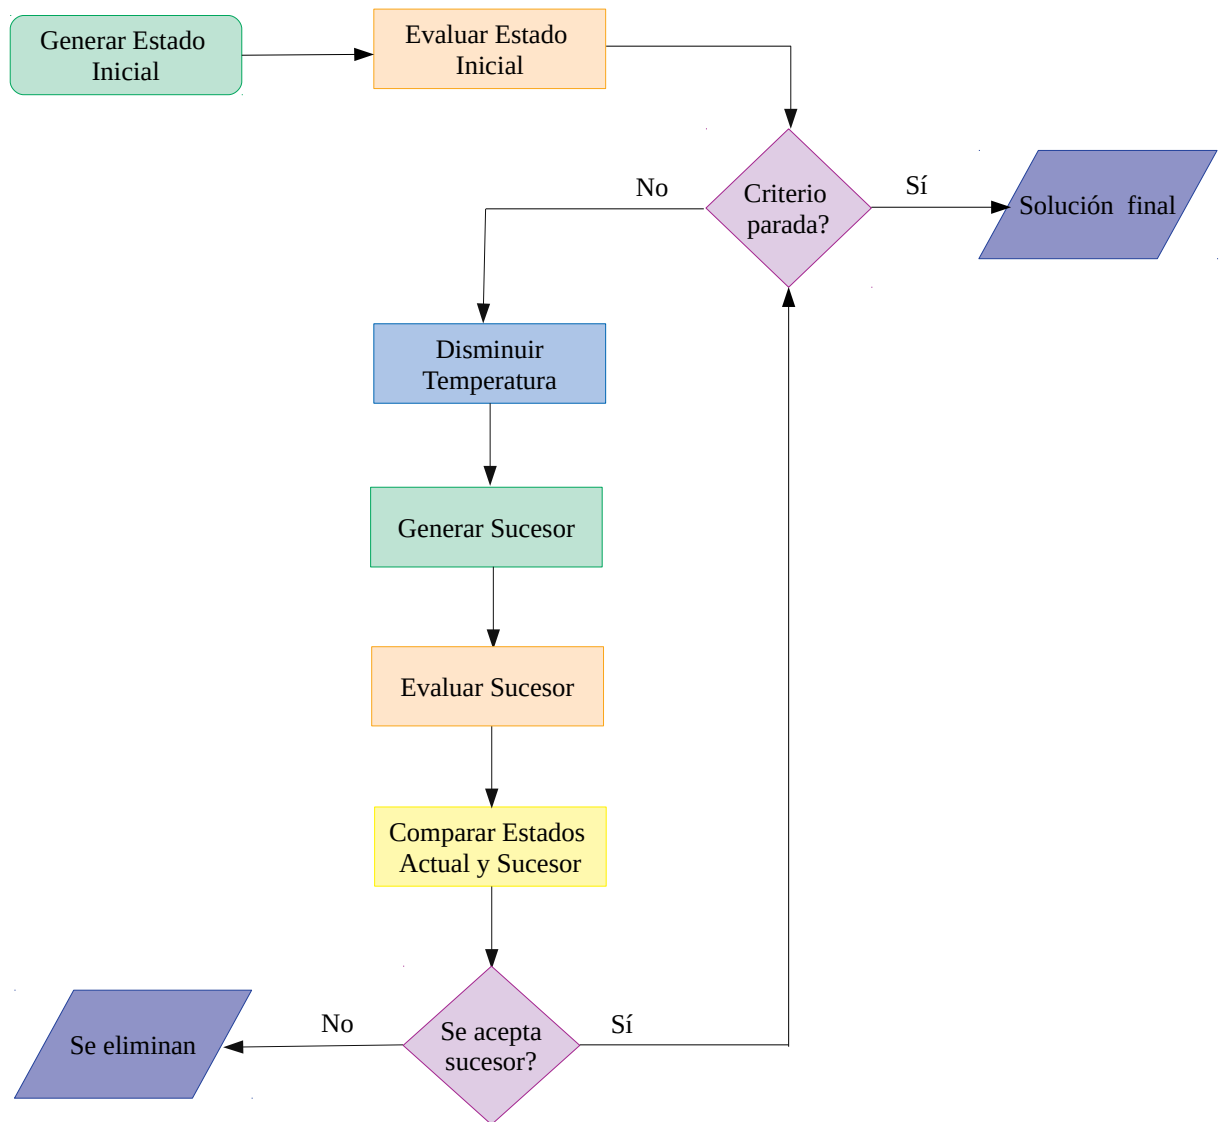 Generar Estado
Inicial
Evaluar Estado
Inicial
Criterio
parada?
No
Sí
Solución final
Disminuir
Temperatura
Generar Sucesor
Evaluar Sucesor
Comparar Estados
Actual y Sucesor
Se acepta
sucesor?
No
Sí
Se eliminan